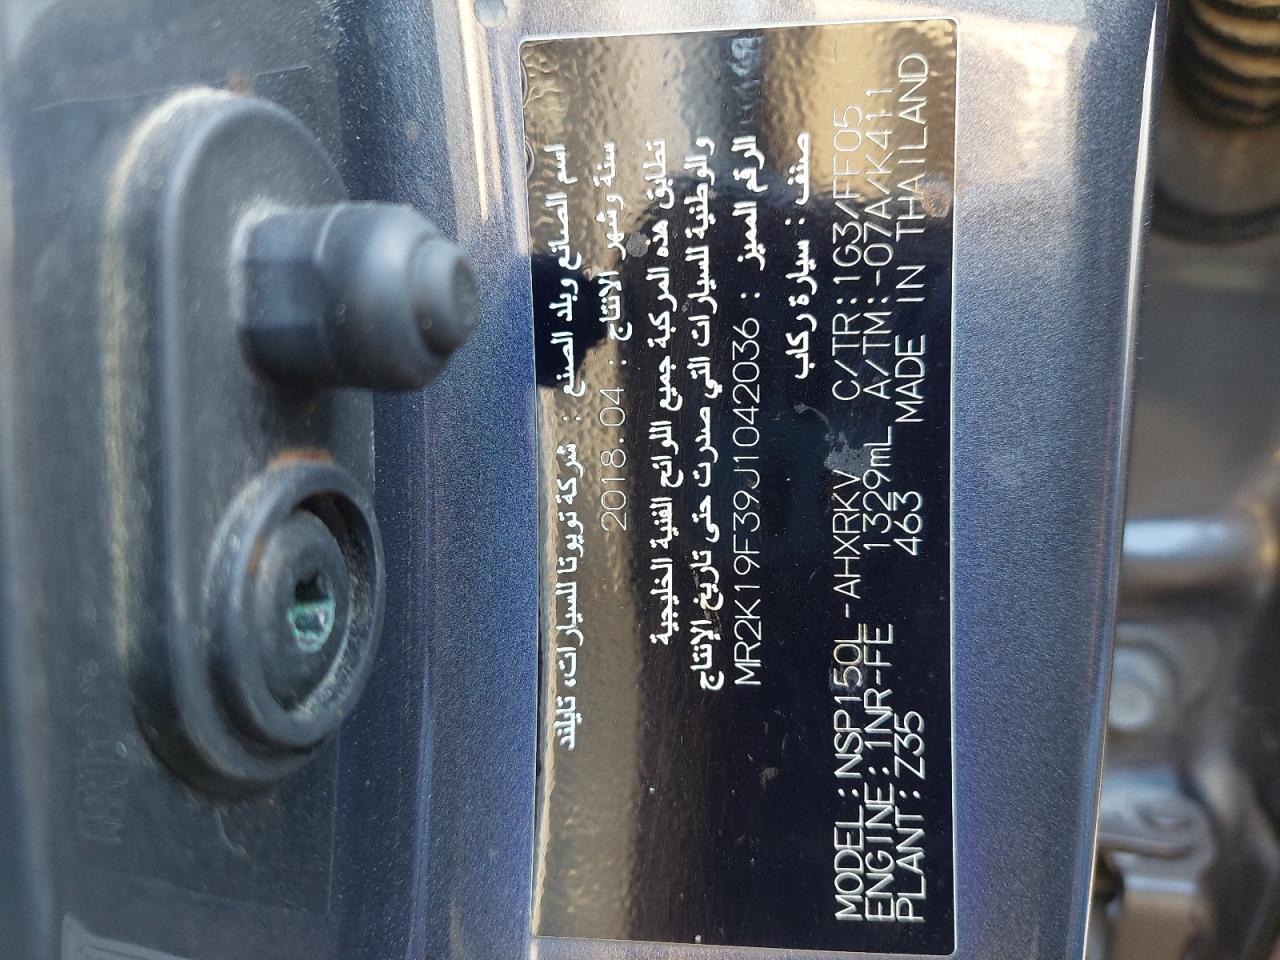 اسم الصانع وبلد الصنع : شركة تويوتا للسيارات، تايلند
سنة وشهر الانتاج : 2018.04
تطابق هذه المركبة جميع اللوائح الفنية الخليجية
والوطنية للسيارات التي صدرت حتى تاريخ الإنتاج
الرقم المميز : MR2K19F39J1042036
صنف : سيارة ركاب
MODEL:NSP150L-AHXRKV C/TR:1G3/FF05
ENGINE:1NR-FE 1329mL A/TM:-07A/K411
PLANT:Z35 463 MADE IN THAILAND